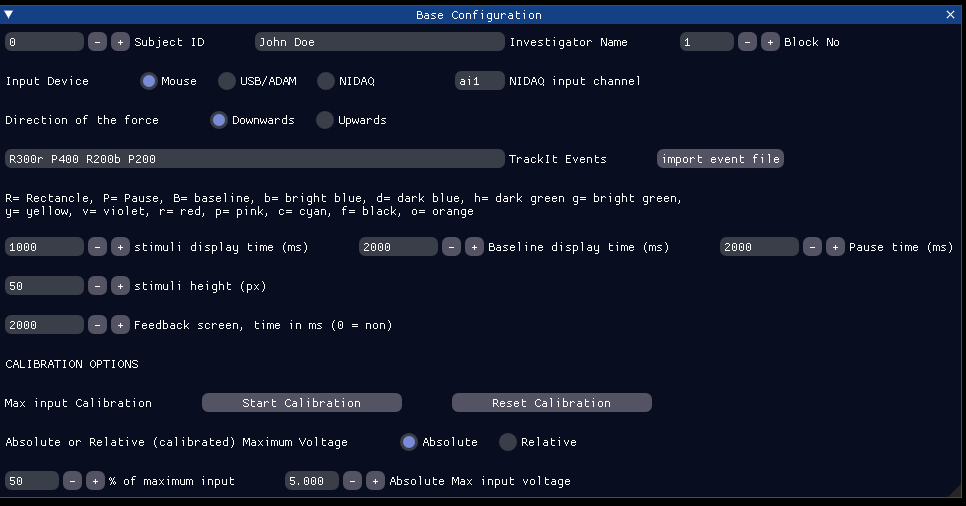 Base Configuration
0 - + Subject ID John Doe Investigator Name 1 - + Block No
Input Device Mouse USB/ADAM NIDAQ ai1 NIDAQ input channel
Direction of the force Downwards Upwards
R300r P400 R200b P200 TrackIt Events import event file
R= Rectancle, P= Pause, B= baseline, b= bright blue, d= dark blue, h= dark green g= bright green,
y= yellow, v= violet, r= red, p= pink, c= cyan, f= black, o= orange
1000 - + stimuli display time (ms) 2000 - + Baseline display time (ms) 2000 - + Pause time (ms)
50 - + stimuli height (px)
2000 - + Feedback screen, time in ms (0 = non)
CALIBRATION OPTIONS
Max input Calibration Start Calibration Reset Calibration
Absolute or Relative (calibrated) Maximum Voltage Absolute Relative
50 - + % of maximum input 5.000 - + Absolute Max input voltage